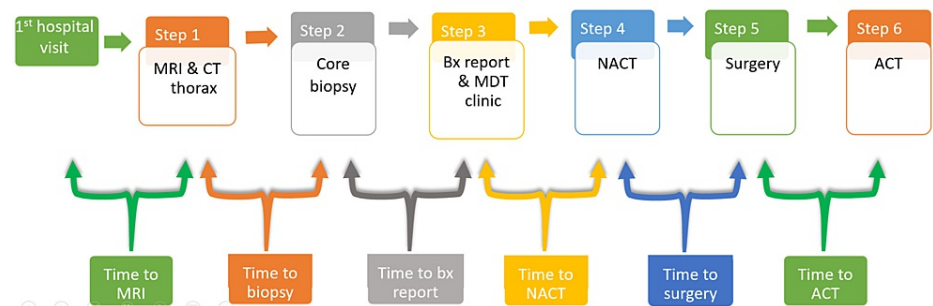 1st hospital
visit
Step 1
MRI & CT
thorax
Step 2
Core
biopsy
Step 3
Bx report
& MDT
clinic
Step 4
NACT
Step 5
Surgery
Step 6
ACT
Time to
MRI
Time to
biopsy
Time to bx
report
Time to
NACT
Time to
surgery
Time to
ACT